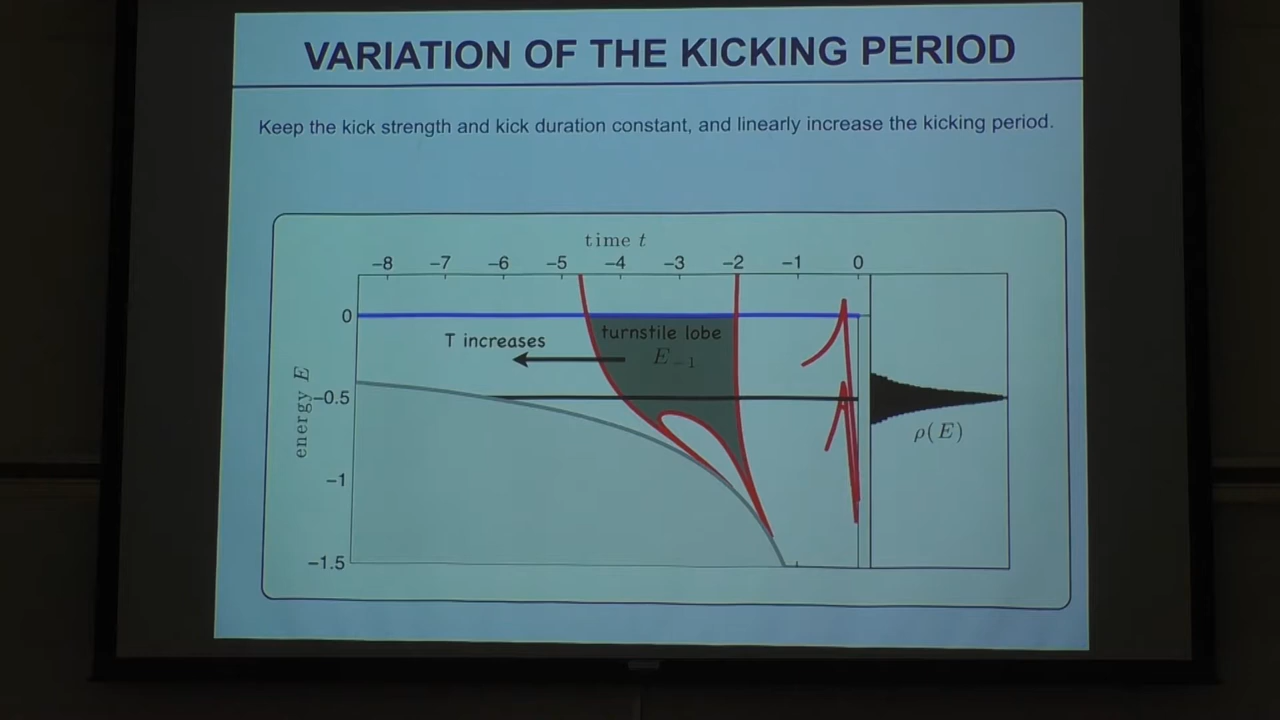 VARIATION OF THE KICKING PERIOD
Keep the kick strength and kick duration constant, and linearly increase the kicking period.
time t
−8 −7 −6 −5 −4 −3 −2 −1 0
0
T increases
turnstile lobe
E₋₁
energy E
−0.5
ρ(E)
−1
−1.5